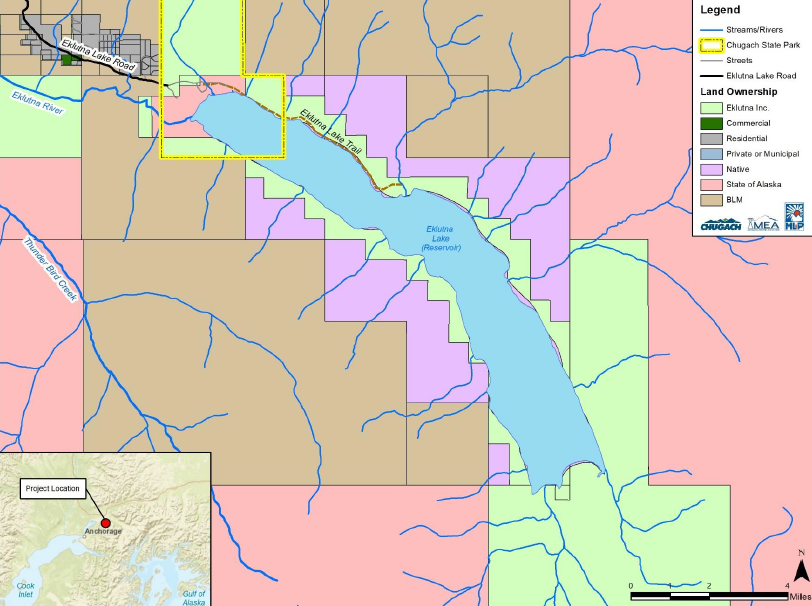 Legend
Streams/Rivers
Chugach State Park
Streets
Eklutna Lake Road
Land Ownership
Eklutna Inc.
Commercial
Residential
Private or Municipal
Native
State of Alaska
BLM
CHUGACH
MEA
ML&P
Eklutna Lake Road
Eklutna River
Eklutna Lake Trail
Eklutna
Lake
(Reservoir)
Thunder Bird Creek
Project Location
Anchorage
Cook
Inlet
Gulf of
Alaska
N
0
1
2
4
Miles